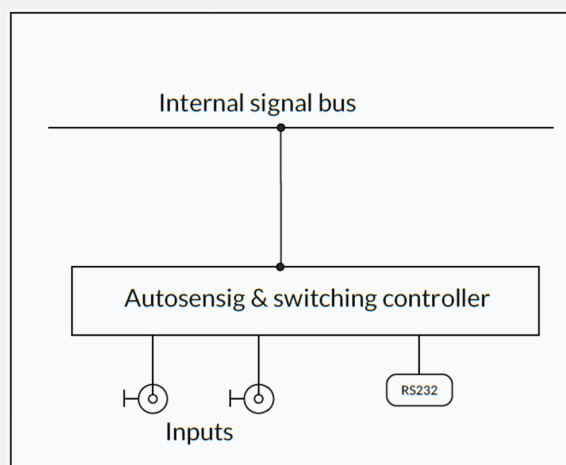 Internal signal bus
Autosensig & switching controller
RS232
Inputs